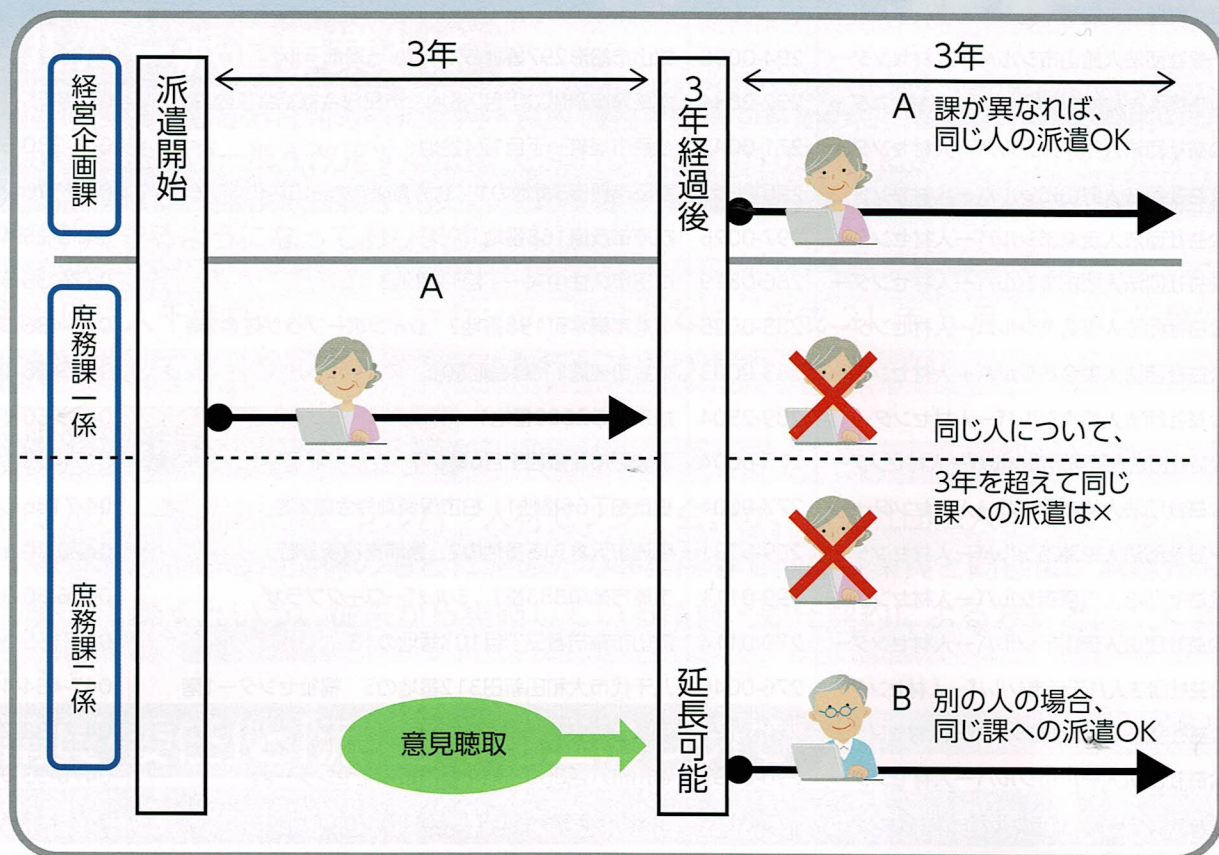 経営企画課
派遣開始
3年
3年経過後
3年
A 課が異なれば、
同じ人の派遣OK
A
庶務課一係
同じ人について、
3年を超えて同じ
課への派遣は×
庶務課二係
意見聴取
延長可能
B 別の人の場合、
同じ課への派遣OK